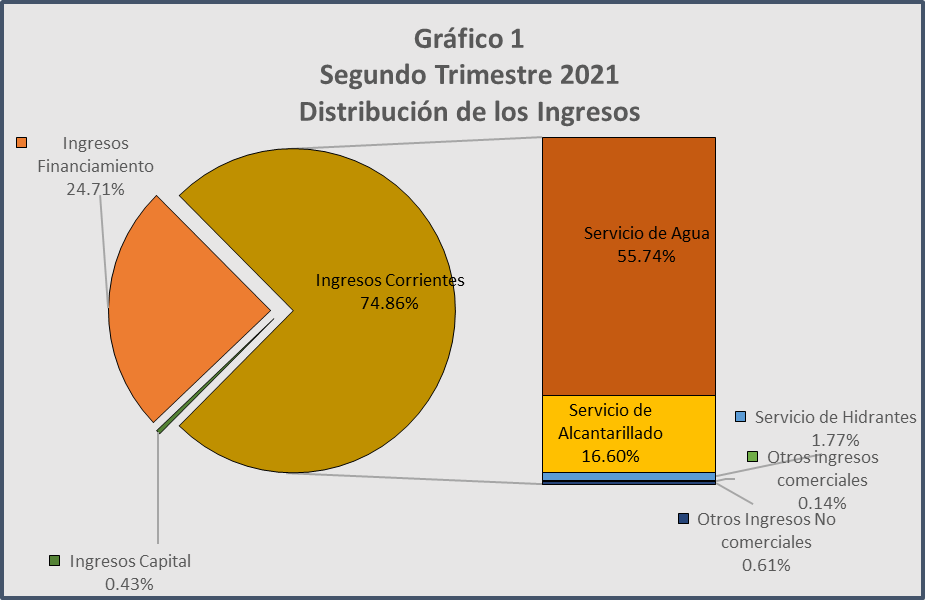 Gráfico 1
Segundo Trimestre 2021
Distribución de los Ingresos
Ingresos
Financiamiento
24.71%
Ingresos Corrientes
74.86%
Ingresos Capital
0.43%
Servicio de Agua
55.74%
Servicio de
Alcantarillado
16.60%
Servicio de Hidrantes
1.77%
Otros ingresos
comerciales
0.14%
Otros Ingresos No
comerciales
0.61%